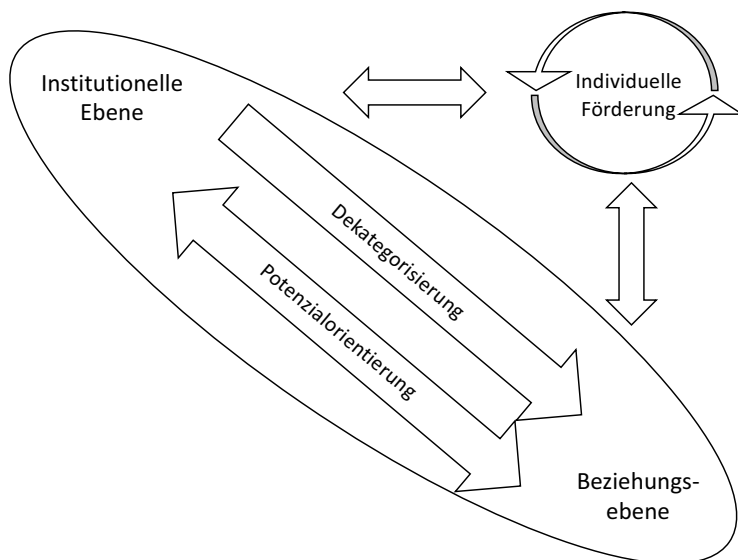 Institutionelle
Ebene
Individuelle
Förderung
Dekategorisierung
Potenzialorientierung
Beziehungs-
ebene